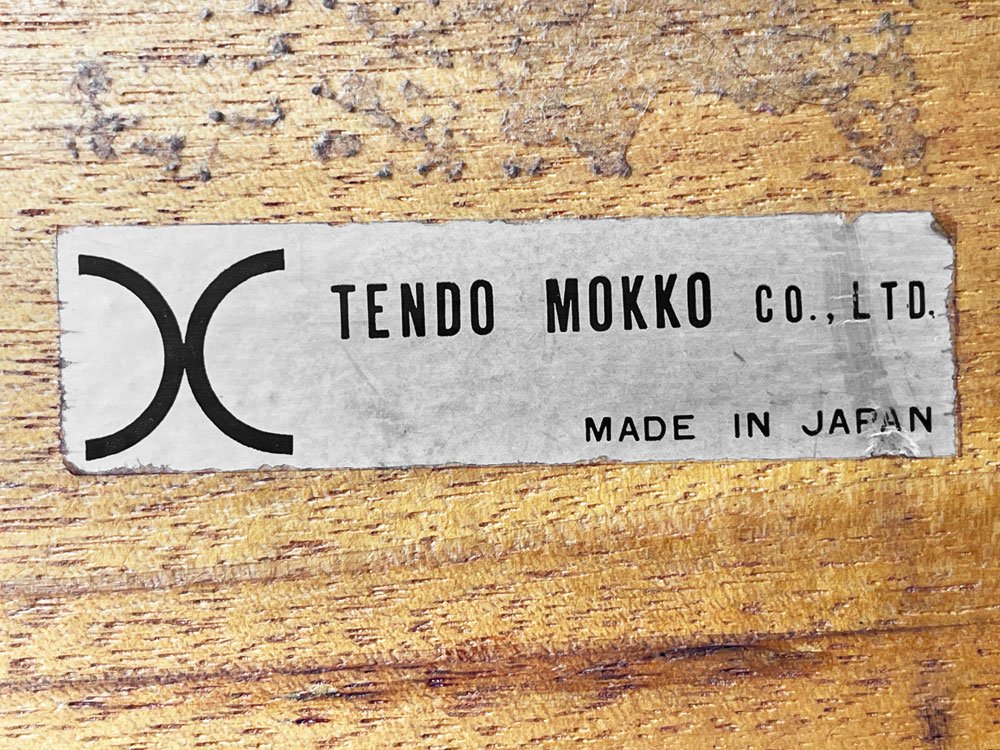 TENDO MOKKO CO., LTD.
MADE IN JAPAN